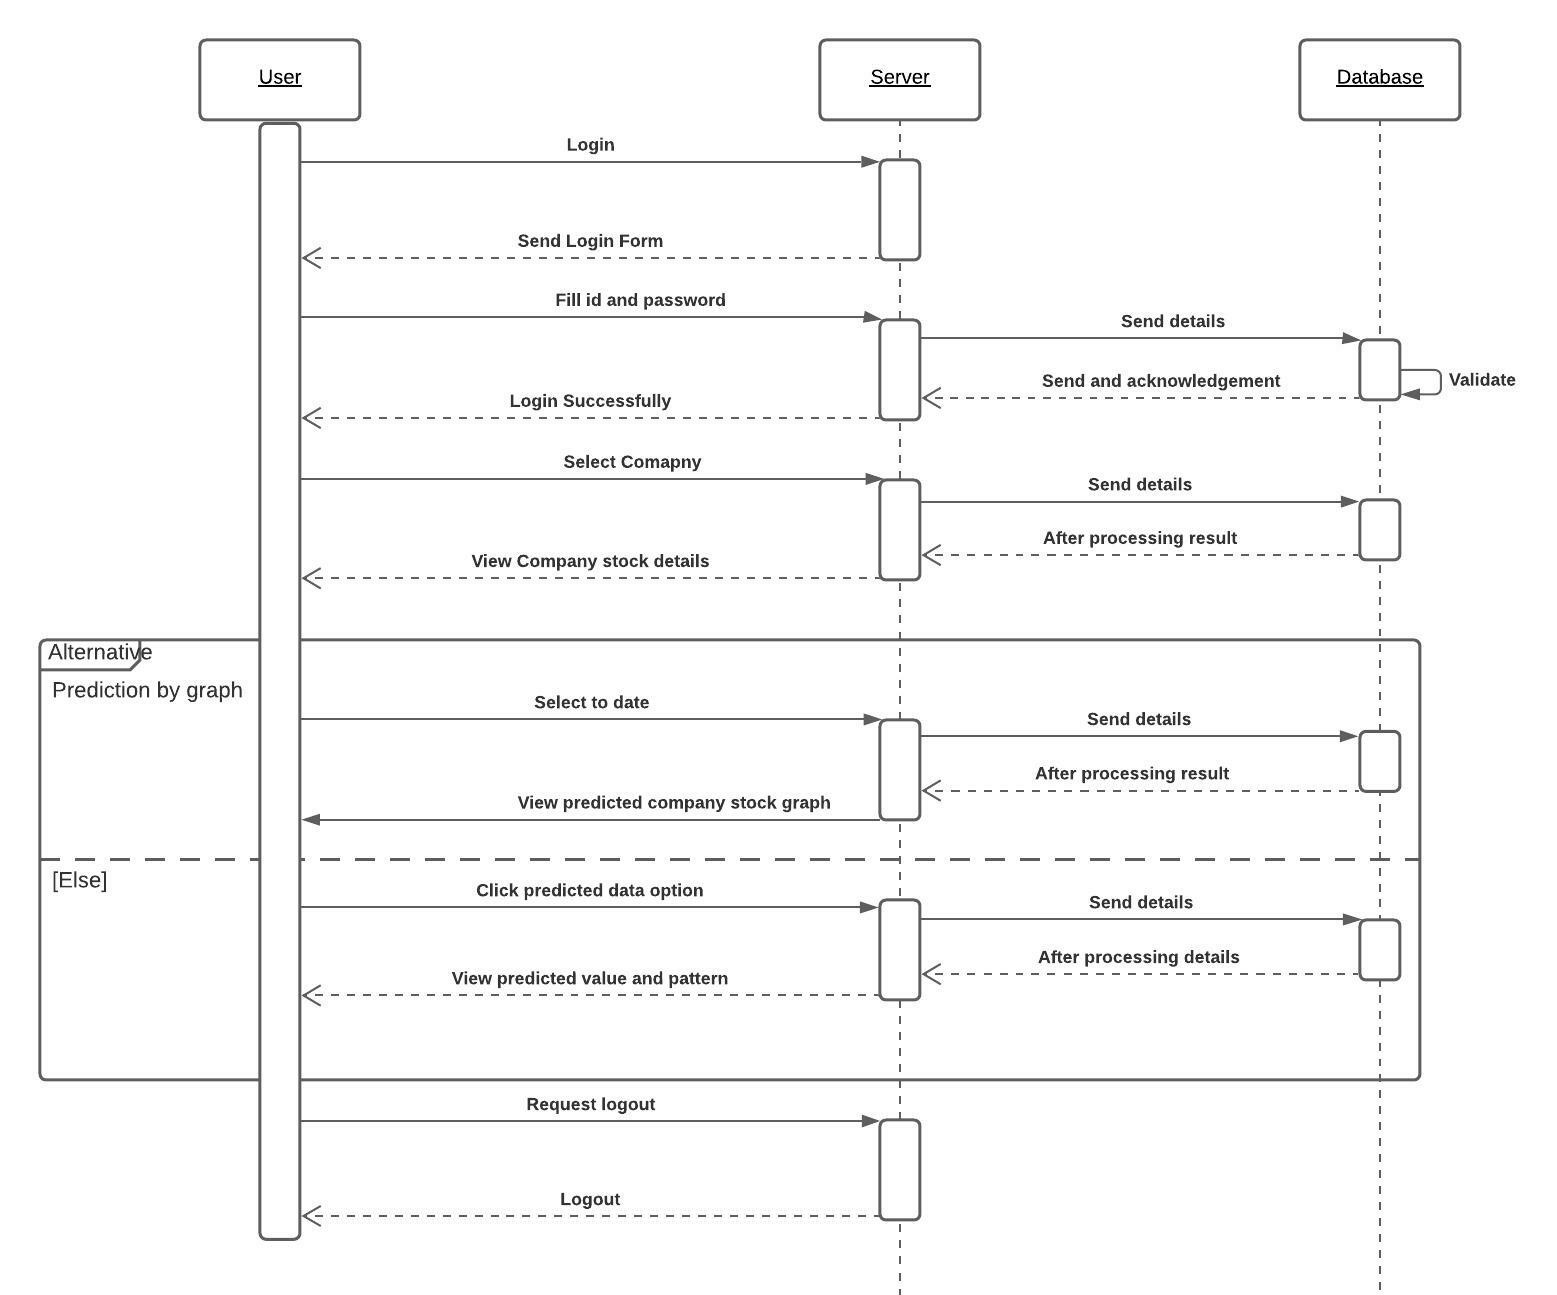 User
Server
Database
Login
Send Login Form
Fill id and password
Send details
Validate
Send and acknowledgement
Login Successfully
Select Comapny
Send details
After processing result
View Company stock details
Alternative
Prediction by graph
Select to date
Send details
After processing result
View predicted company stock graph
[Else]
Click predicted data option
Send details
After processing details
View predicted value and pattern
Request logout
Logout